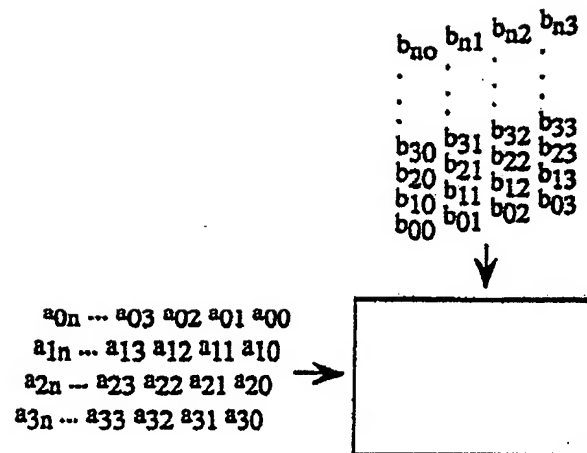 bno bn1 bn2 bn3
. . . .
. . . .
. . . .
b30 b31 b32 b33
b20 b21 b22 b23
b10 b11 b12 b13
b00 b01 b02 b03
a0n ... a03 a02 a01 a00
a1n ... a13 a12 a11 a10
a2n ... a23 a22 a21 a20
a3n ... a33 a32 a31 a30